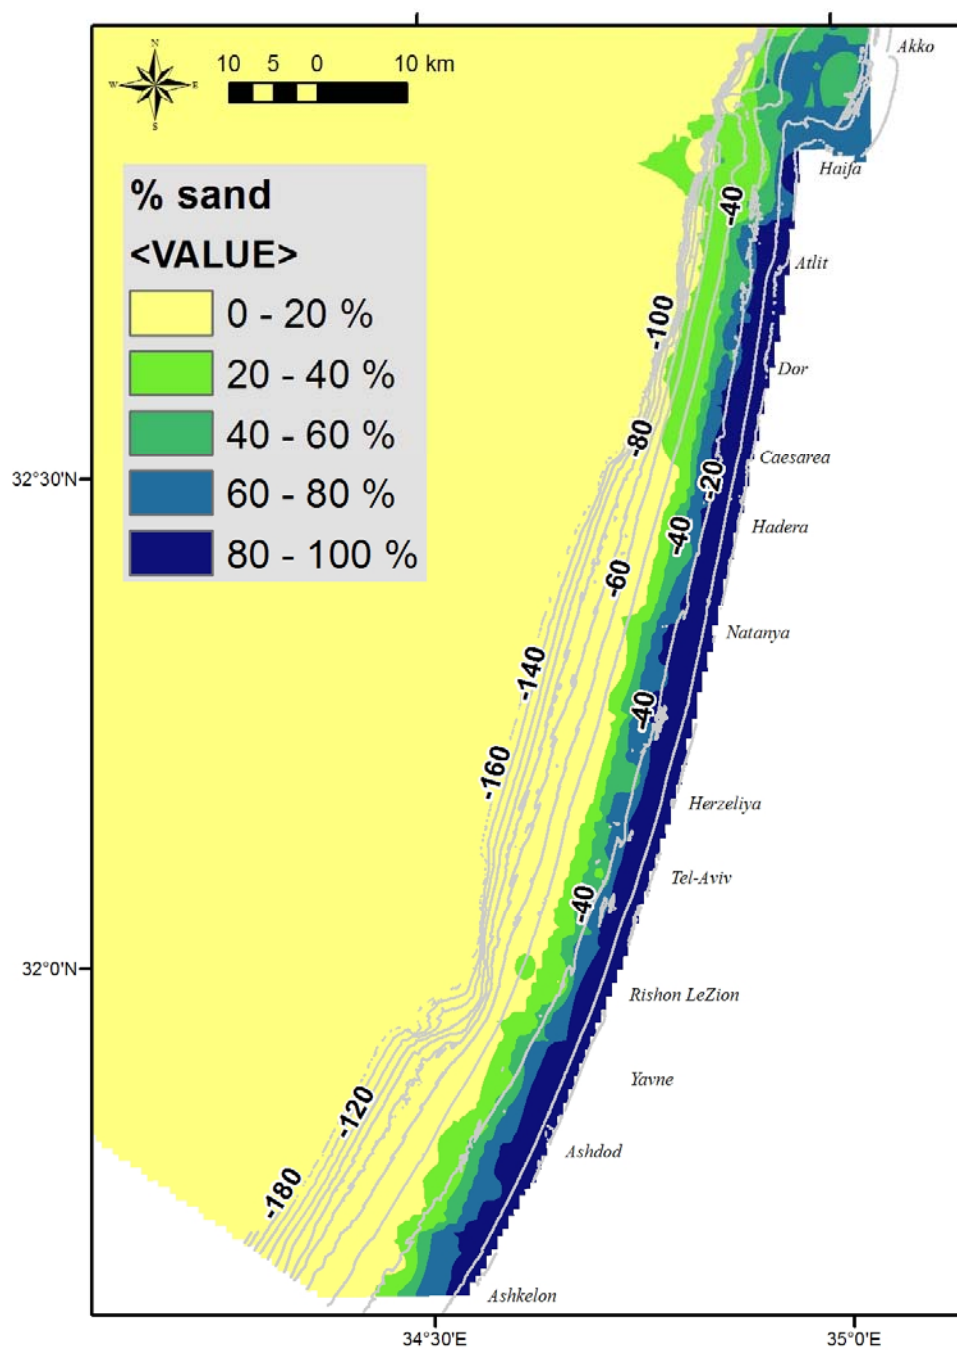 N
W E
S
10 5 0 10 km
Akko
% sand
<VALUE>
0 - 20 %
20 - 40 %
40 - 60 %
60 - 80 %
80 - 100 %
Haifa
-40
Atlit
-100
Dor
-80
Caesarea
32°30'N
-20
Hadera
-40
-60
Natanya
-140
-40
-160
Herzeliya
Tel-Aviv
-40
32°0'N
Rishon LeZion
Yavne
-120
Ashdod
-180
Ashkelon
34°30'E 35°0'E